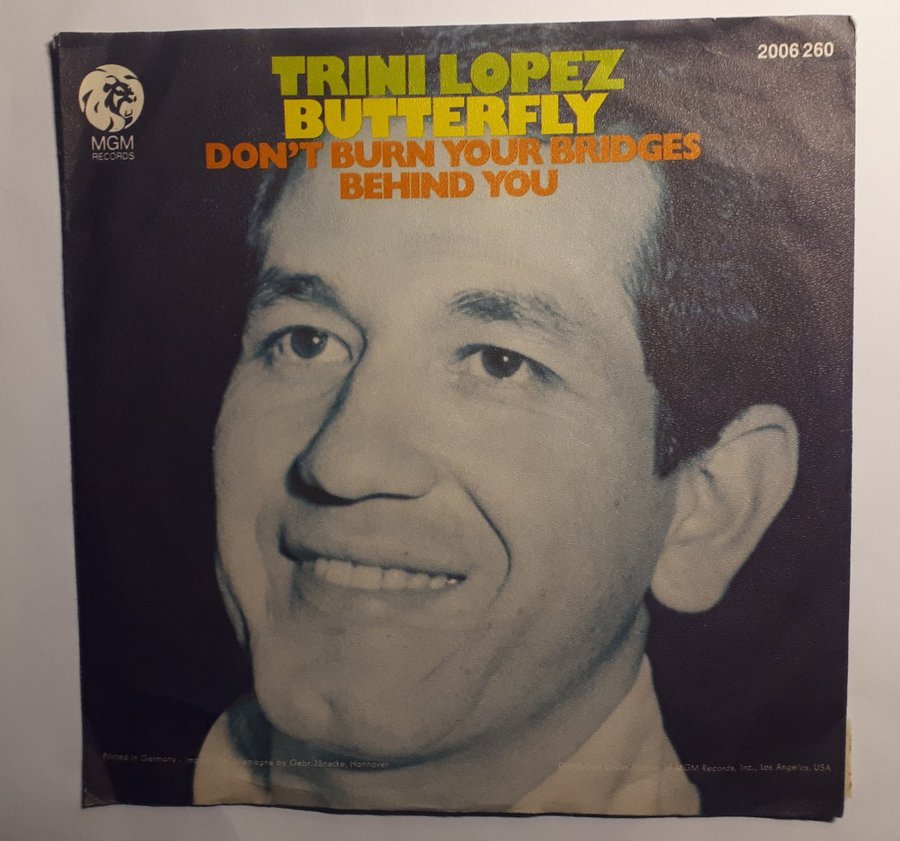 2006 260
TRINI LOPEZ
BUTTERFLY
DON'T BURN YOUR BRIDGES
BEHIND YOU
MGM
RECORDS
Printed in Germany · by Gebr. Jänecke, Hannover
MGM Records, Inc., Los Angeles, USA